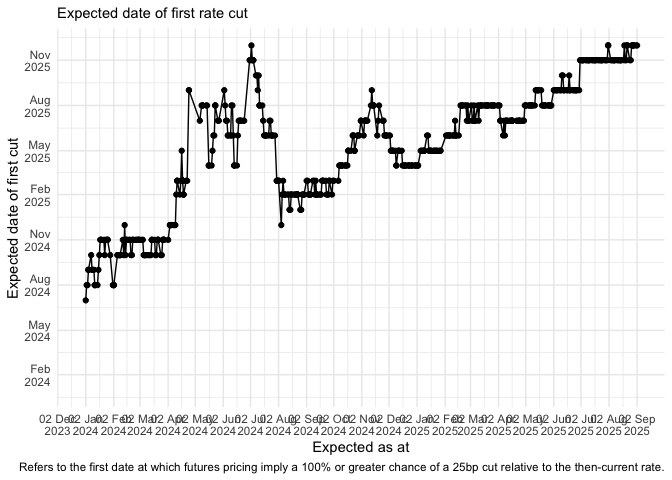 Expected date of first rate cut
Expected date of first cut
Nov
2025
Aug
2025
May
2025
Feb
2025
Nov
2024
Aug
2024
May
2024
Feb
2024
02 Dec 02 Jan 02 Feb 02 Mar 02 Apr 02 May 02 Jun 02 Jul 02 Aug 02 Sep 02 Oct 02 Nov 02 Dec 02 Jan 02 Feb 02 Mar 02 Apr 02 May 02 Jun 02 Jul 02 Aug 02 Sep
2023 2024 2024 2024 2024 2024 2024 2024 2024 2024 2024 2024 2024 2025 2025 2025 2025 2025 2025 2025 2025 2025
Expected as at
Refers to the first date at which futures pricing imply a 100% or greater chance of a 25bp cut relative to the then-current rate.